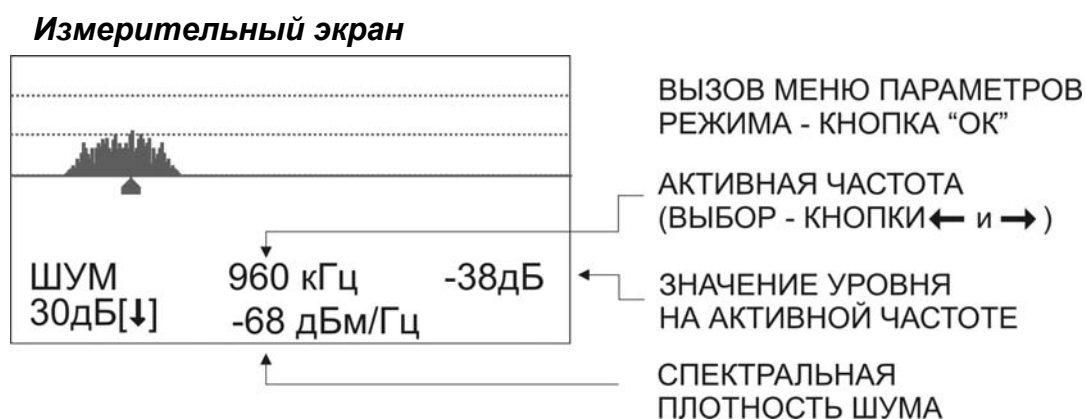 Измерительный экран
ВЫЗОВ МЕНЮ ПАРАМЕТРОВ
РЕЖИМА - КНОПКА “ОК”
АКТИВНАЯ ЧАСТОТА
(ВЫБОР - КНОПКИ ← и → )
ШУМ 960 кГц -38дБ
30дБ[↓] -68 дБм/Гц
ЗНАЧЕНИЕ УРОВНЯ
НА АКТИВНОЙ ЧАСТОТЕ
СПЕКТРАЛЬНАЯ
ПЛОТНОСТЬ ШУМА